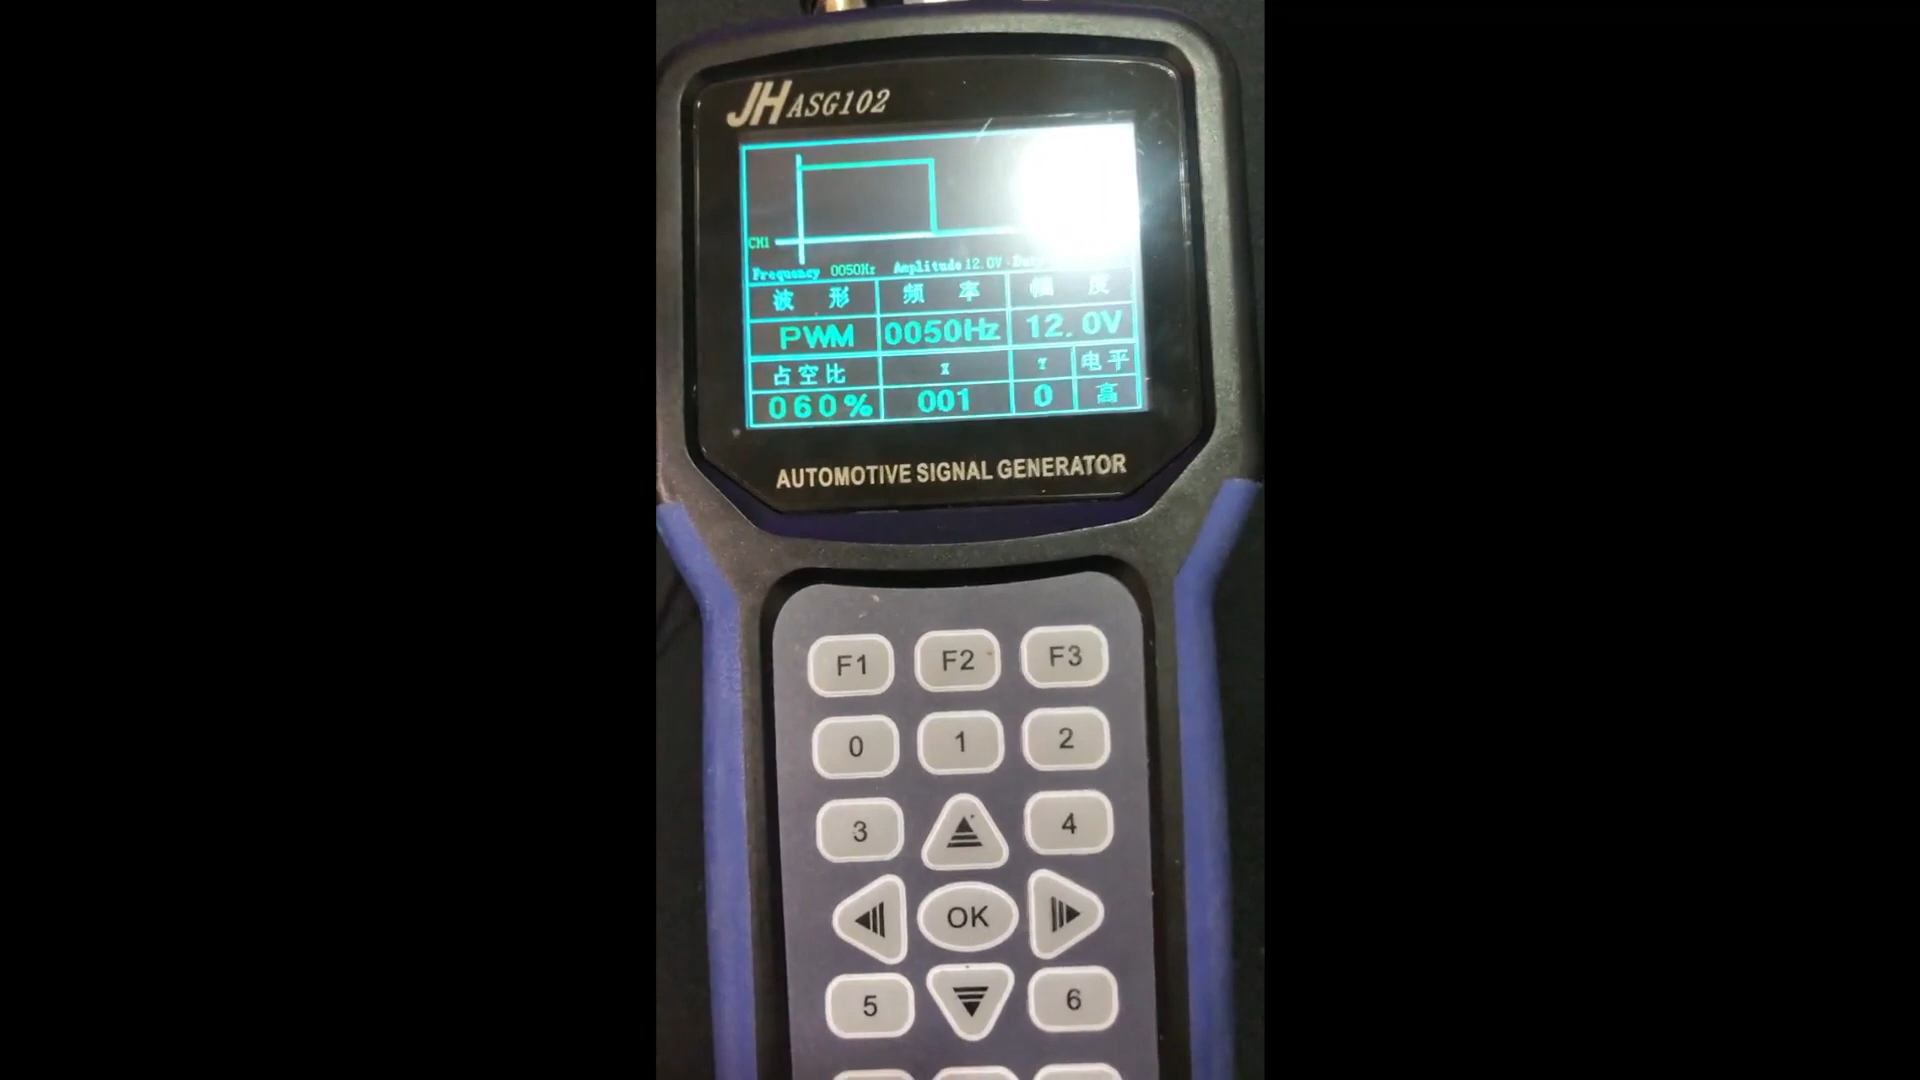 JH ASG102
CH1
Frequency 0050Hz Amplitude 12.0V
波 形 频 率 幅 度
PWM 0050Hz 12.0V
占空比 X Y 电平
060% 001 0 高
AUTOMOTIVE SIGNAL GENERATOR
F1 F2 F3
0 1 2
3 4
OK
5 6